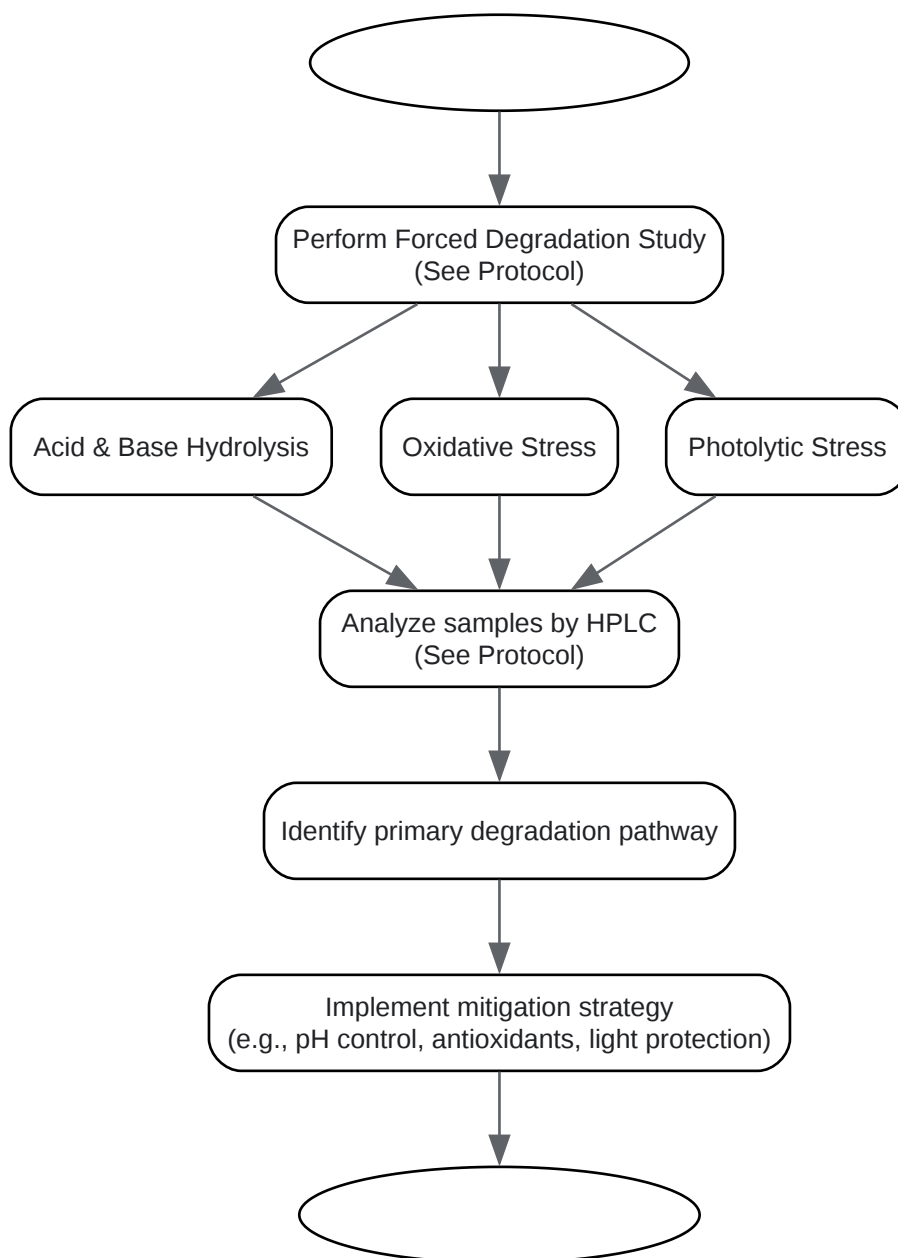 Perform Forced Degradation Study
(See Protocol)
Acid & Base Hydrolysis
Oxidative Stress
Photolytic Stress
Analyze samples by HPLC
(See Protocol)
Identify primary degradation pathway
Implement mitigation strategy
(e.g., pH control, antioxidants, light protection)